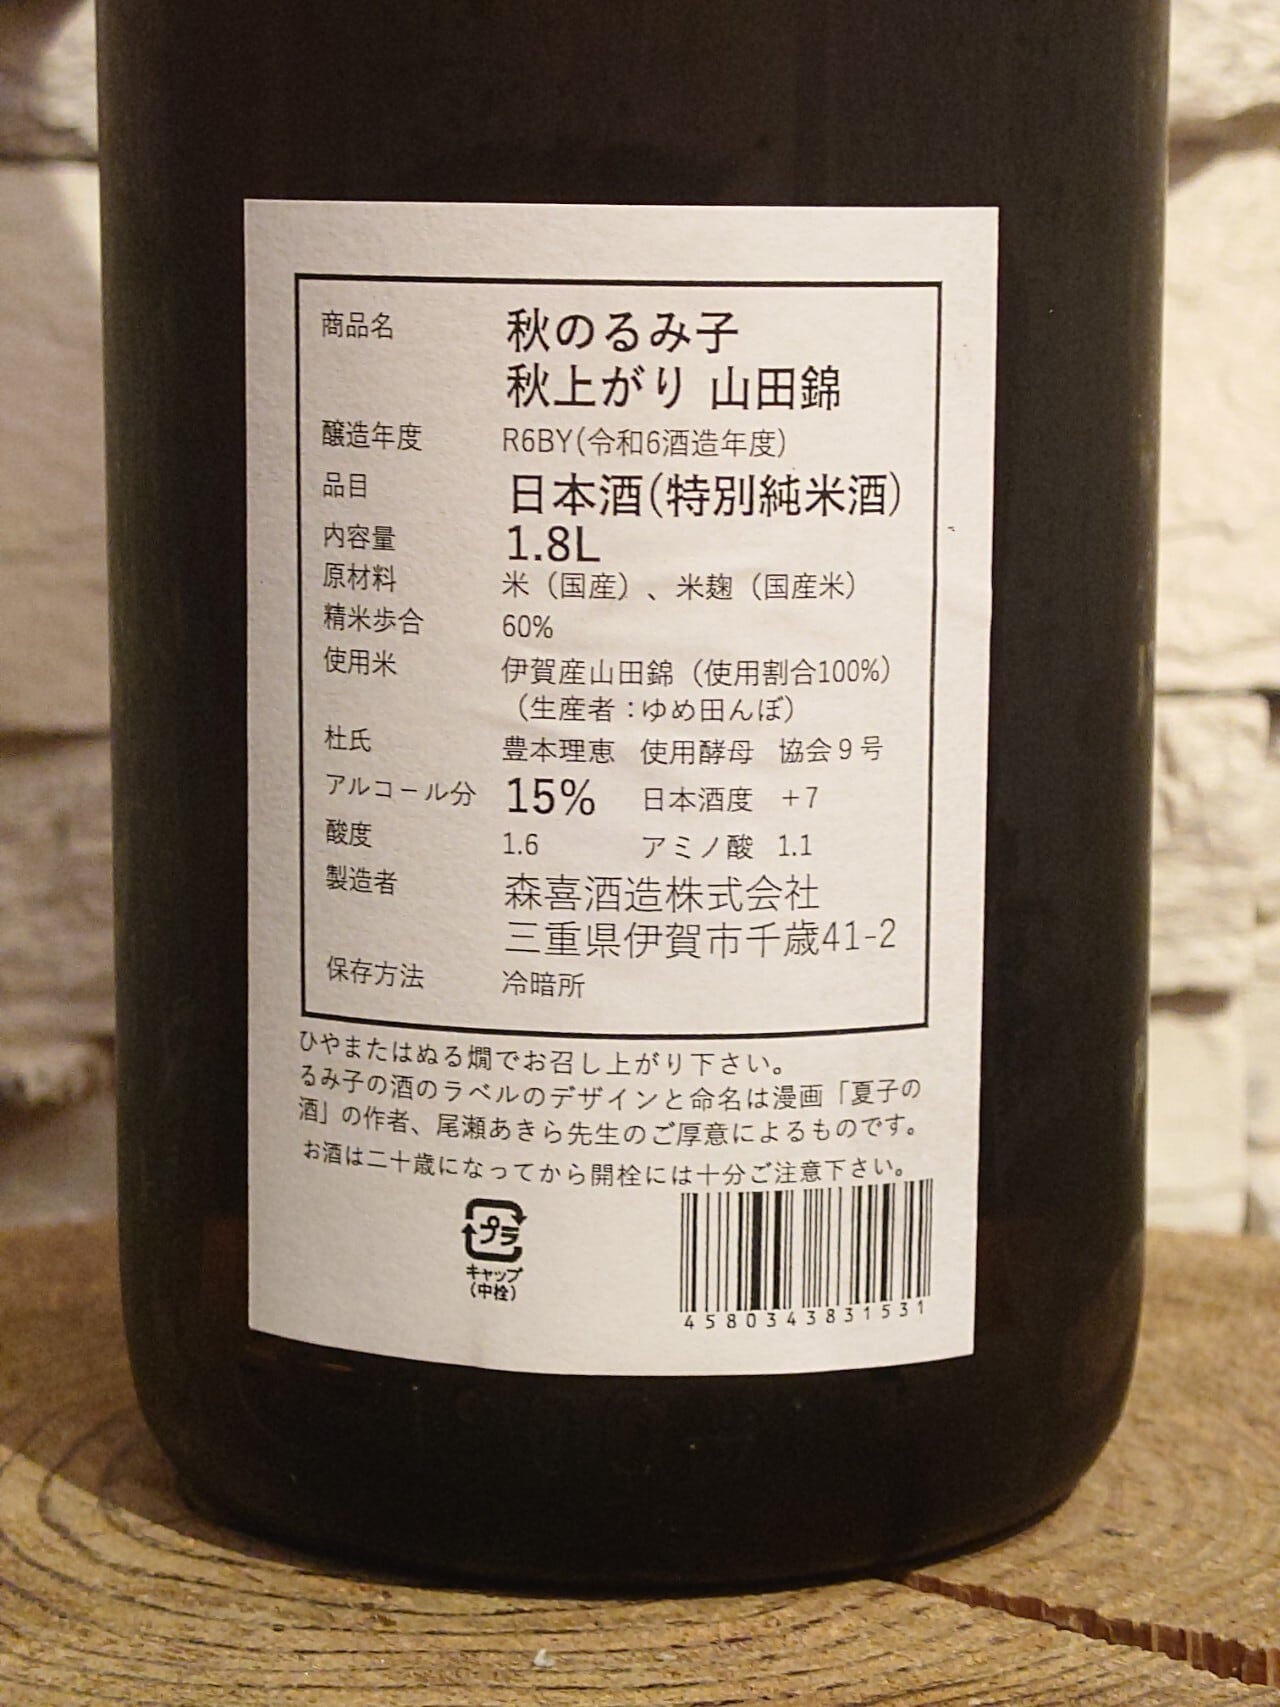 商品名 秋のるみ子
秋上がり 山田錦
醸造年度 R6BY(令和6酒造年度)
品目 日本酒(特別純米酒)
内容量 1.8L
原材料 米（国産）、米麹（国産米）
精米歩合 60%
使用米 伊賀産山田錦（使用割合100%）
（生産者：ゆめ田んぼ）
杜氏 豊本理恵 使用酵母 協会９号
アルコール分 15% 日本酒度 +7
酸度 1.6 アミノ酸 1.1
製造者 森喜酒造株式会社
三重県伊賀市千歳41-2
保存方法 冷暗所
ひやまたはぬる燗でお召し上がり下さい。
るみ子の酒のラベルのデザインと命名は漫画「夏子の
酒」の作者、尾瀬あきら先生のご厚意によるものです。
お酒は二十歳になってから開栓には十分ご注意下さい。
プラ
キャップ
(中栓)
4580343831531